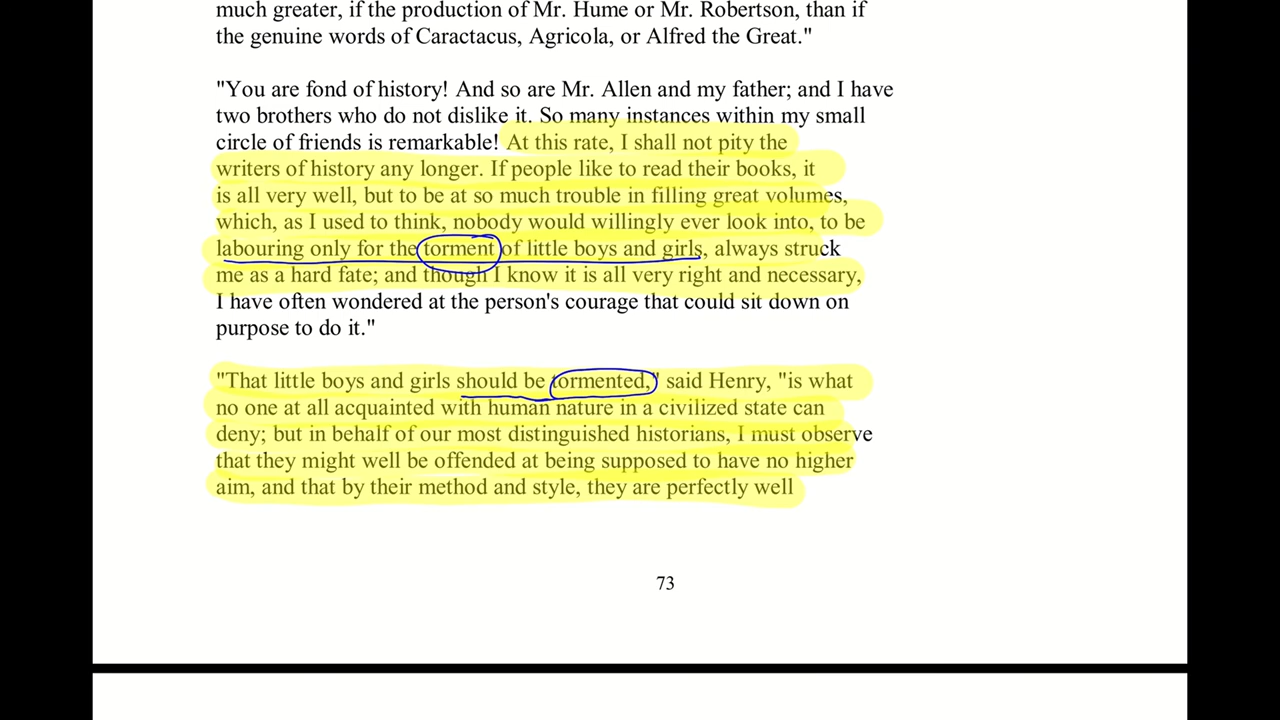 much greater, if the production of Mr. Hume or Mr. Robertson, than if
the genuine words of Caractacus, Agricola, or Alfred the Great."
"You are fond of history! And so are Mr. Allen and my father; and I have
two brothers who do not dislike it. So many instances within my small
circle of friends is remarkable! At this rate, I shall not pity the
writers of history any longer. If people like to read their books, it
is all very well, but to be at so much trouble in filling great volumes,
which, as I used to think, nobody would willingly ever look into, to be
labouring only for the torment of little boys and girls, always struck
me as a hard fate; and though I know it is all very right and necessary,
I have often wondered at the person's courage that could sit down on
purpose to do it."
"That little boys and girls should be tormented," said Henry, "is what
no one at all acquainted with human nature in a civilized state can
deny; but in behalf of our most distinguished historians, I must observe
that they might well be offended at being supposed to have no higher
aim, and that by their method and style, they are perfectly well
73